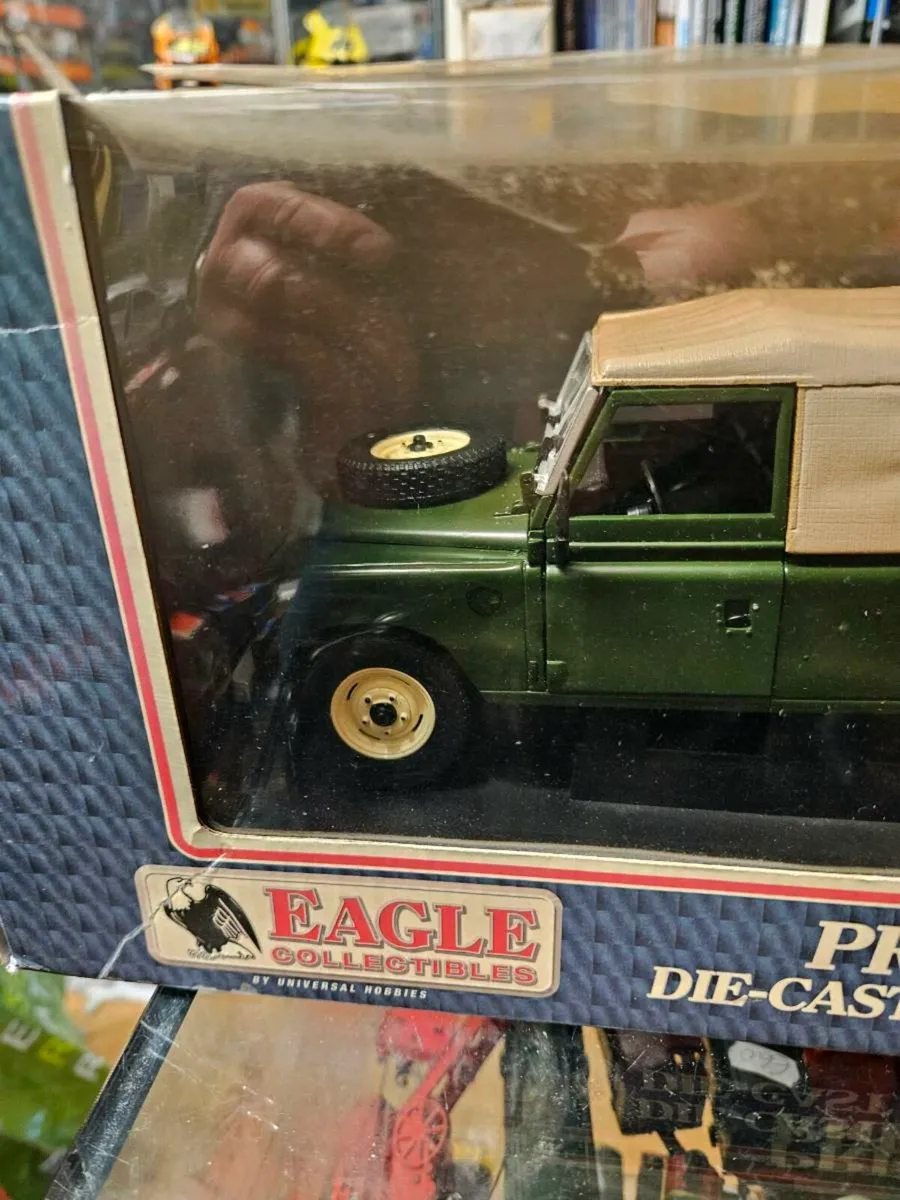 EAGLE
COLLECTIBLES
BY UNIVERSAL HOBBIES
PR
DIE-CAST